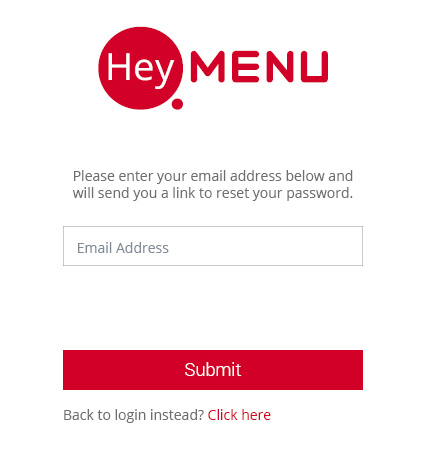 Hey MENU
Please enter your email address below and
will send you a link to reset your password.
Email Address
Submit
Back to login instead? Click here